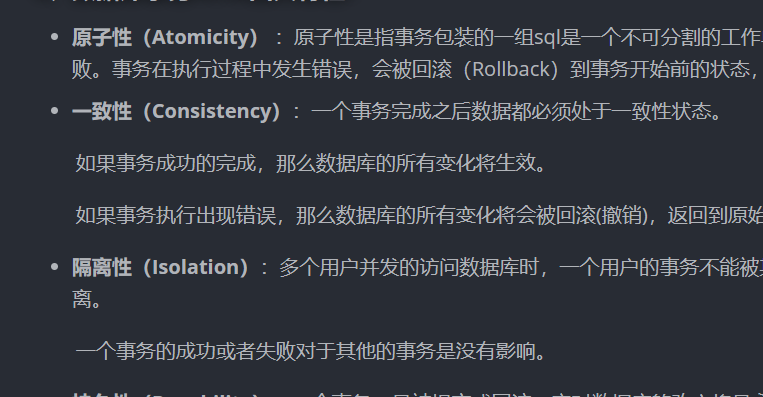 原子性（Atomicity）：原子性是指事务包装的一组sql是一个不可分割的工作
败。事务在执行过程中发生错误，会被回滚（Rollback）到事务开始前的状态，
一致性（Consistency）：一个事务完成之后数据都必须处于一致性状态。
如果事务成功的完成，那么数据库的所有变化将生效。
如果事务执行出现错误，那么数据库的所有变化将会被回滚(撤销)，返回到原始
隔离性（Isolation）：多个用户并发的访问数据库时，一个用户的事务不能被
离。
一个事务的成功或者失败对于其他的事务是没有影响。